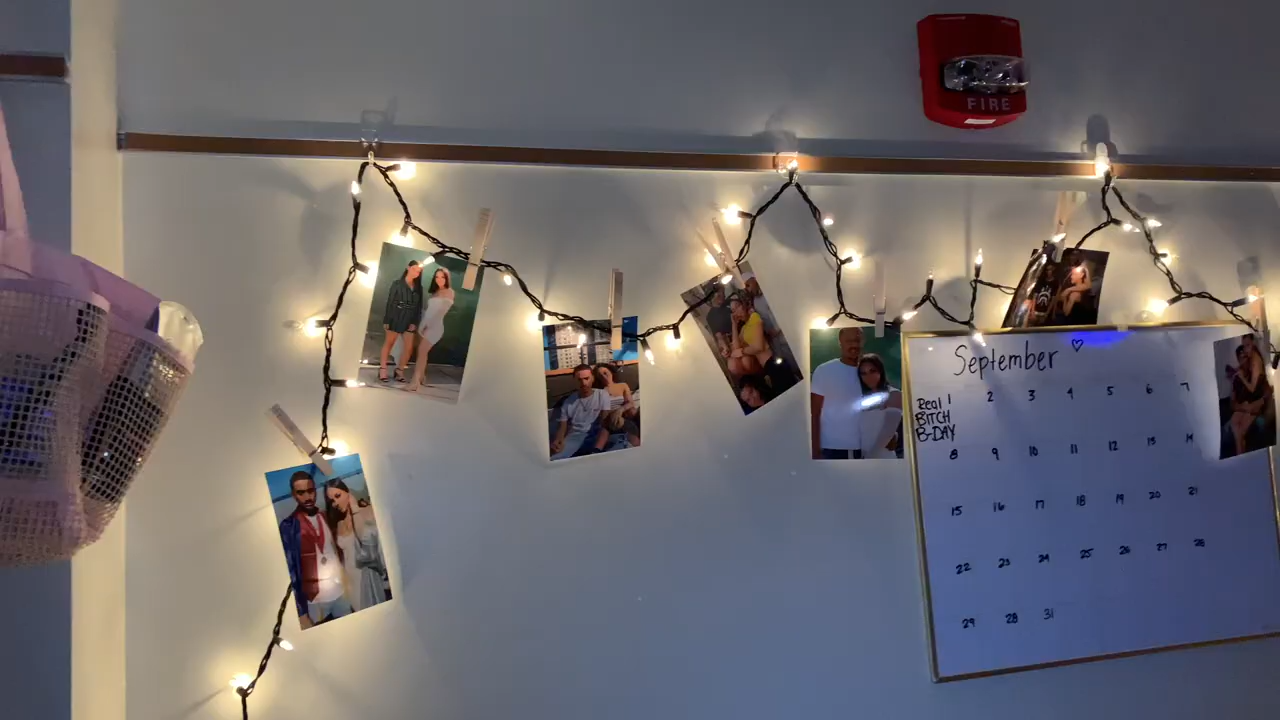 FIRE
September ♡
Real 1 2 3 4 5 6 7
BITCH
B-DAY
8 9 10 11 12 13 14
15 16 17 18 19 20 21
22 23 24 25 26 27 28
29 28 31